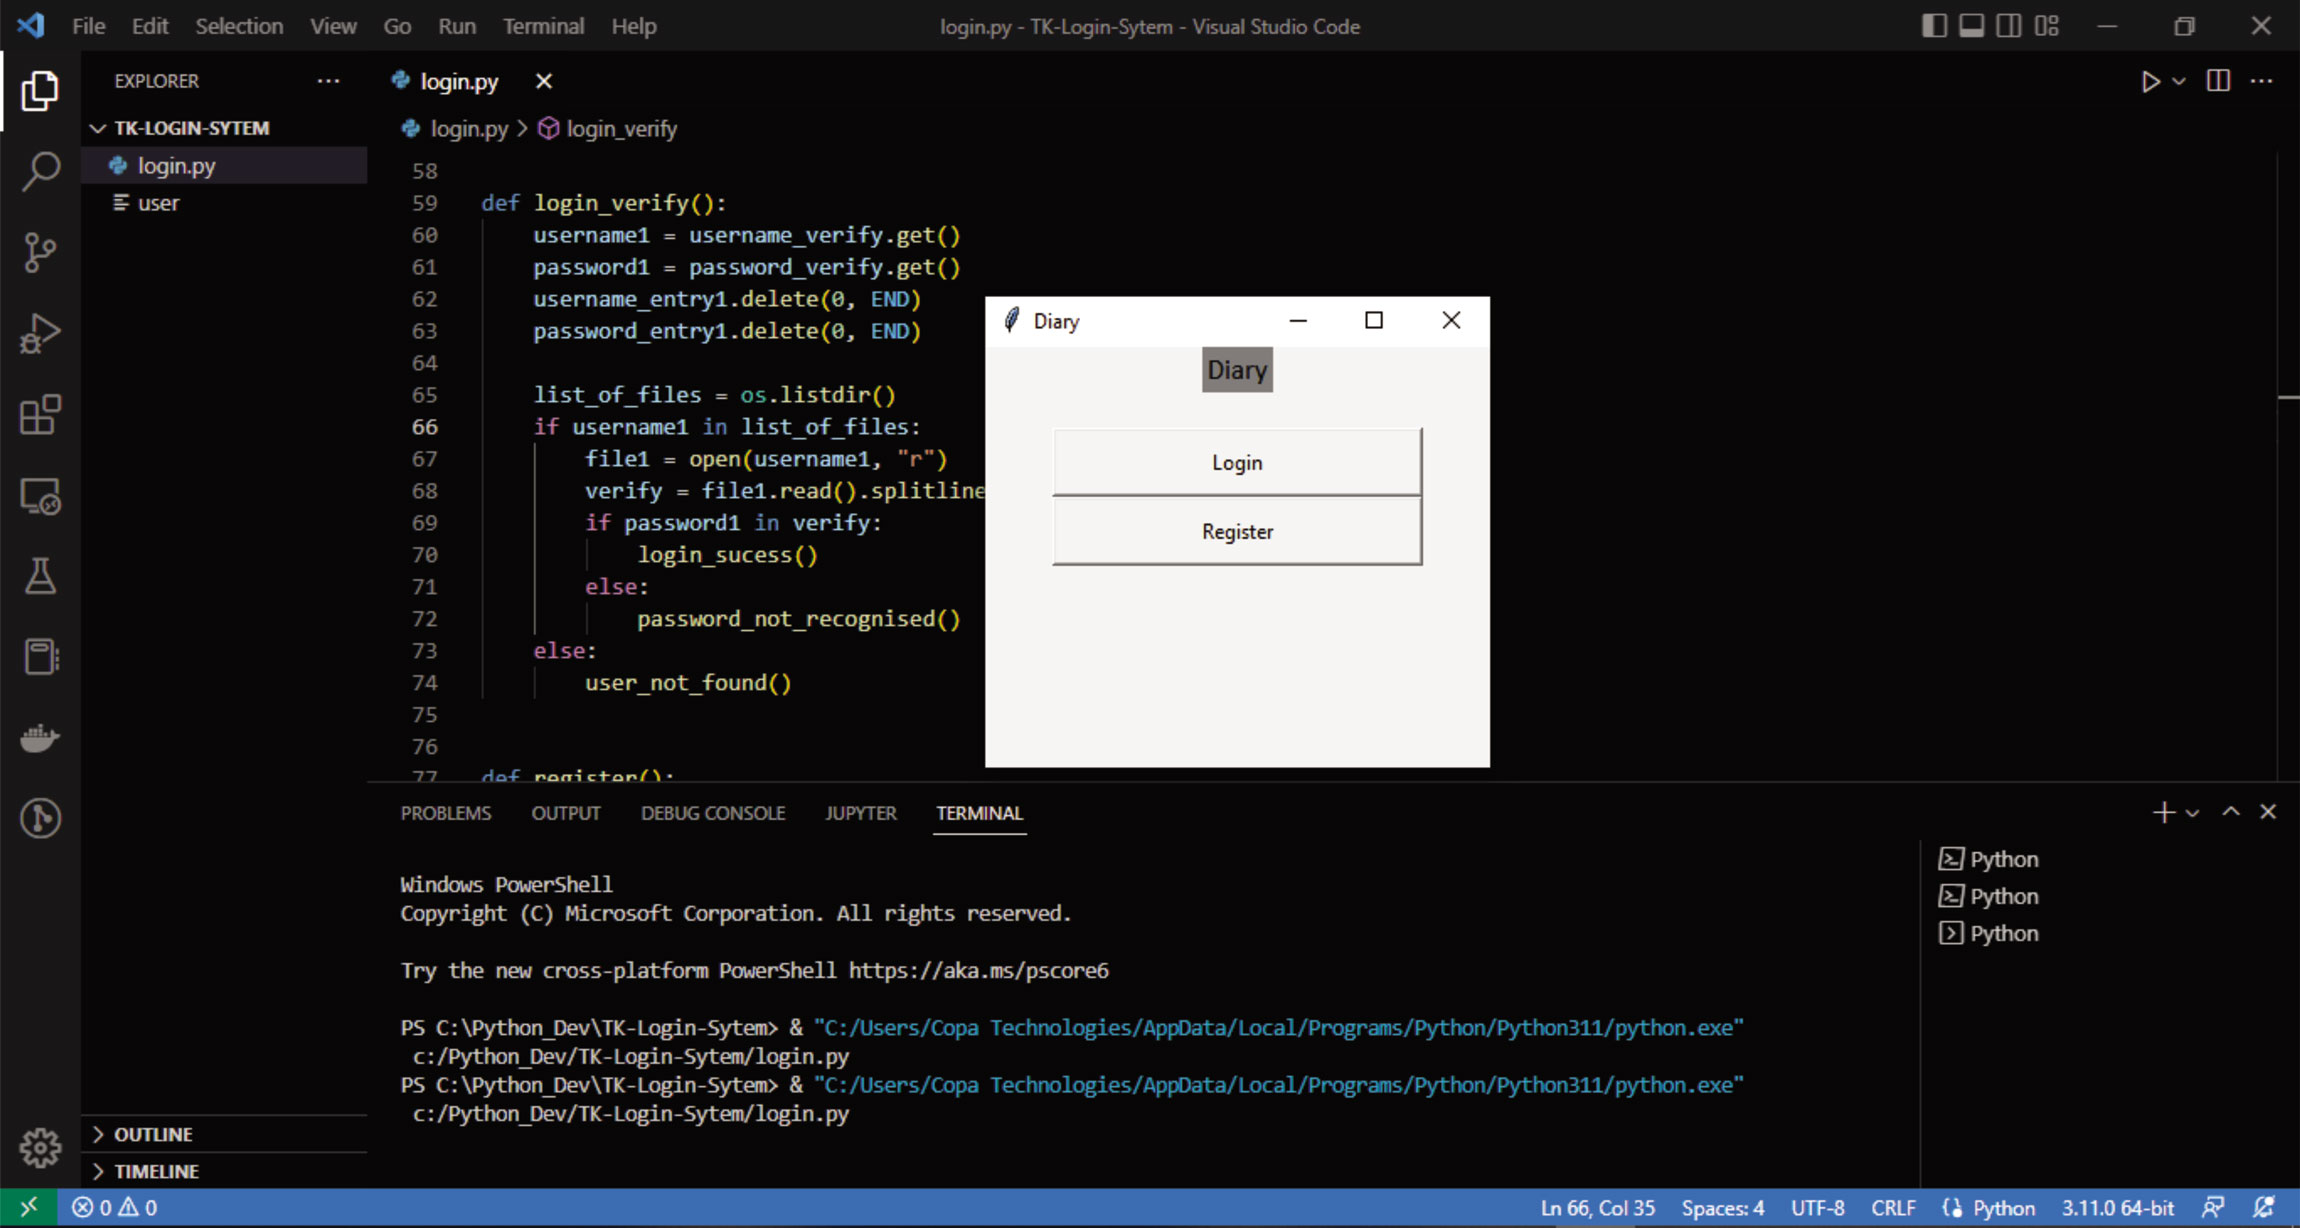 File Edit Selection View Go Run Terminal Help
login.py - TK-Login-Sytem - Visual Studio Code
EXPLORER
TK-LOGIN-SYTEM
login.py
user
OUTLINE
TIMELINE
login.py
login.py > login_verify
58
59 def login_verify():
60 username1 = username_verify.get()
61 password1 = password_verify.get()
62 username_entry1.delete(0, END)
63 password_entry1.delete(0, END)
64
65 list_of_files = os.listdir()
66 if username1 in list_of_files:
67 file1 = open(username1, "r")
68 verify = file1.read().splitline
69 if password1 in verify:
70 login_sucess()
71 else:
72 password_not_recognised()
73 else:
74 user_not_found()
75
76
77 def register():
Diary
Diary
Login
Register
PROBLEMS OUTPUT DEBUG CONSOLE JUPYTER TERMINAL
Windows PowerShell
Copyright (C) Microsoft Corporation. All rights reserved.
Try the new cross-platform PowerShell https://aka.ms/pscore6
PS C:\Python_Dev\TK-Login-Sytem> & "C:/Users/Copa Technologies/AppData/Local/Programs/Python/Python311/python.exe"
c:/Python_Dev/TK-Login-Sytem/login.py
PS C:\Python_Dev\TK-Login-Sytem> & "C:/Users/Copa Technologies/AppData/Local/Programs/Python/Python311/python.exe"
c:/Python_Dev/TK-Login-Sytem/login.py
Python
Python
Python
0 0
Ln 66, Col 35 Spaces: 4 UTF-8 CRLF Python 3.11.0 64-bit